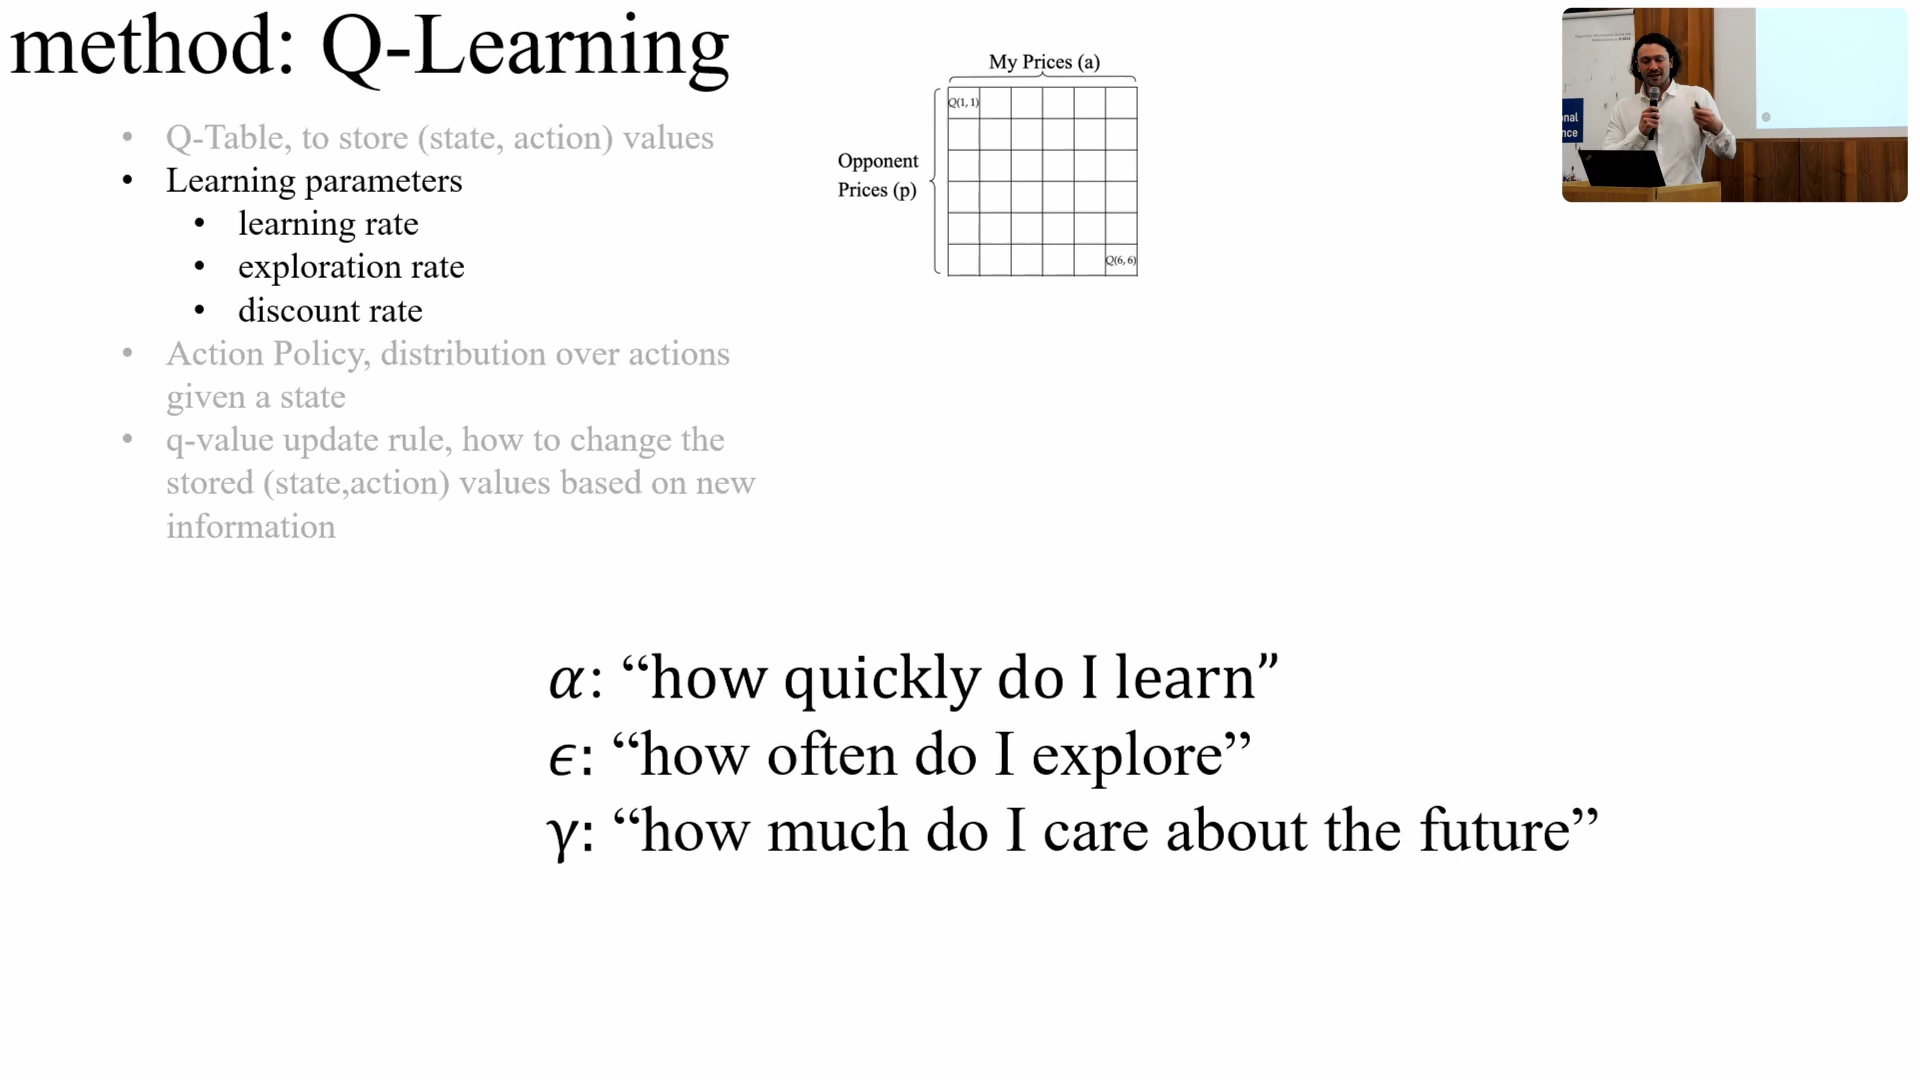 method: Q-Learning
• Q-Table, to store (state, action) values
• Learning parameters
• learning rate
• exploration rate
• discount rate
• Action Policy, distribution over actions
given a state
• q-value update rule, how to change the
stored (state,action) values based on new
information
My Prices (a)
Q(1, 1)
Opponent
Prices (p)
Q(6, 6)
nal
nce
α: “how quickly do I learn”
ϵ: “how often do I explore”
γ: “how much do I care about the future”